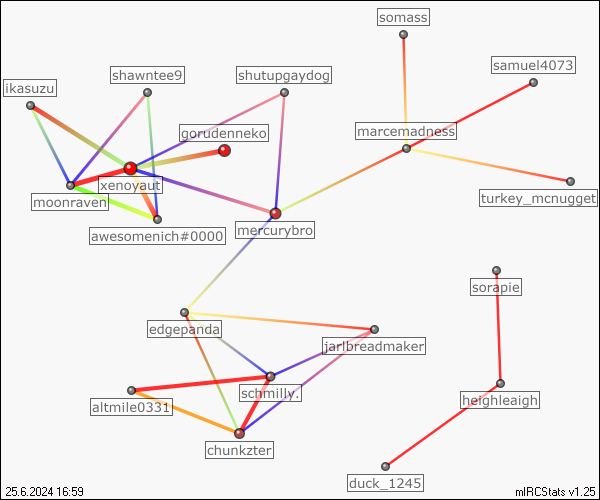 somass
samuel4073
shawntee9
shutupgaydog
ikasuzu
gorudenneko
marcemadness
xenoyaut
turkey_mcnugget
moonraven
mercurybro
awesomenich#0000
sorapie
edgepanda
jarlbreadmaker
schmilly.
heighleaigh
altmile0331
chunkzter
duck_1245
25.6.2024 16:59
mIRCStats v1.25